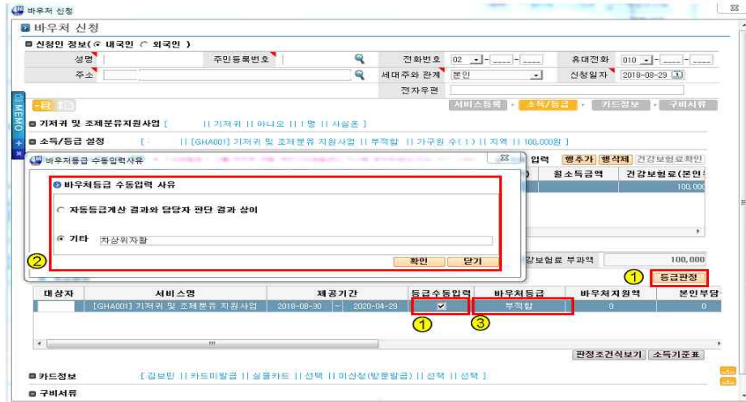 바우처 신청
바우처 신청
신청인 정보( 내국인 외국인 )
성명 주민등록번호 전화번호 02 - - 휴대전화 010 - -
주소 세대주와 관계 본인 신청일자 2018-08-29
전자우편
MEMO
서비스등록 소득/등급 카드정보 구비서류
기저귀 및 조제분유지원사업 [ || 기저귀 || 아니오 || 1 명 || 사실혼 ]
소득/등급 설정 [ || [GHA001] 기저귀 및 조제분유 지원사업 || 부적합 || 가구원 수( 1 ) || 지역 || 100,000원 ]
바우처등급 수동입력사유
입력 행추가 행삭제 건강보험료확인
월소득금액 건강보험료(본인
100,000
바우처등급 수동입력 사유
자동등급계산 결과와 담당자 판단 결과 상이
기타 차상위자활
② 확인 닫기
강보험료 부과액 100,000
① 등급판정
대상자 서비스명 제공기간 등급수동입력 바우처등급 바우처지원액 본인부담
[GHA001] 기저귀 및 조제분유 지원사업 2018-08-30 ~ 2020-04-29 부적합 0 0
① ③
판정조건식보기 소득기준표
카드정보 [ 김보민 || 카드미발급 || 실물카드 || 선택 || 미신청(방문발급) || 선택 || 선택 ]
구비서류